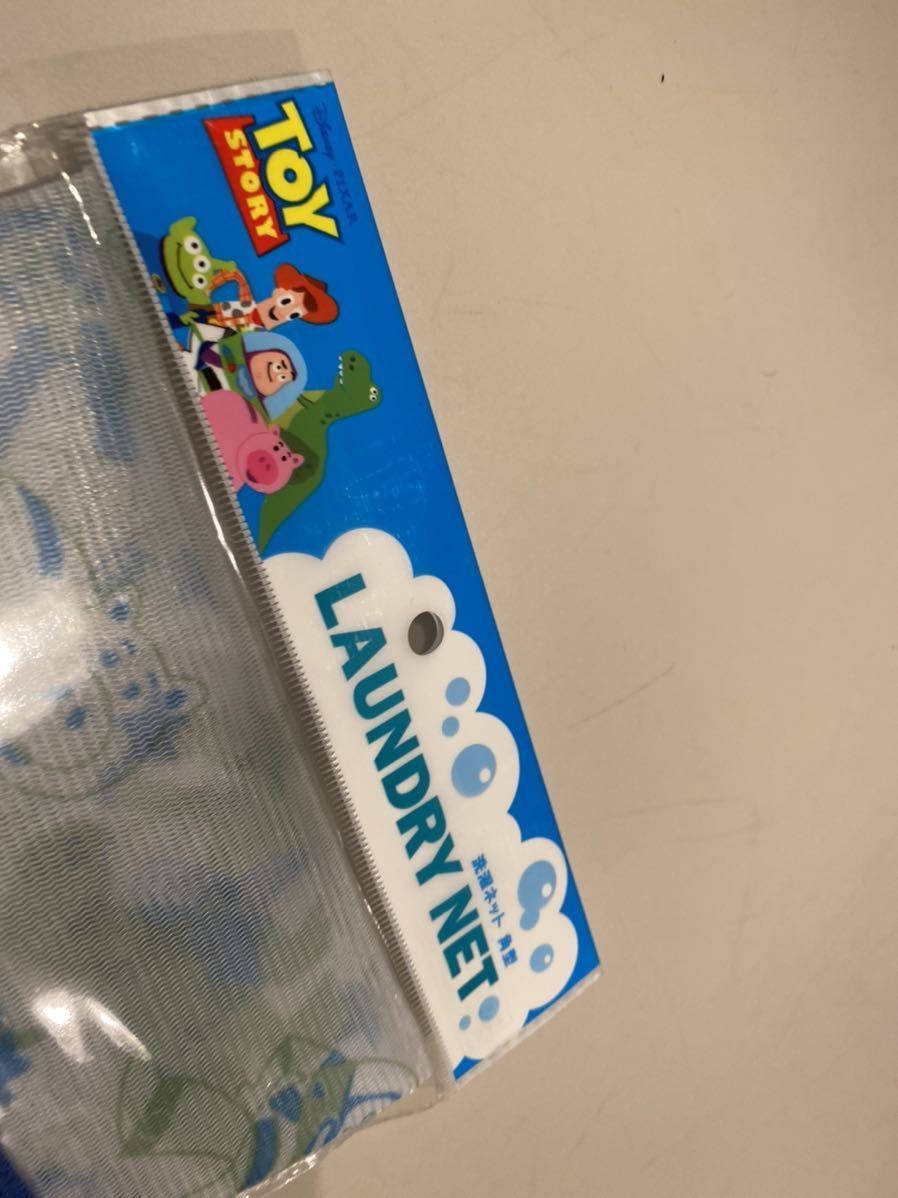 Disney · PIXAR
TOY
STORY
洗濯ネット 角型
LAUNDRY NET